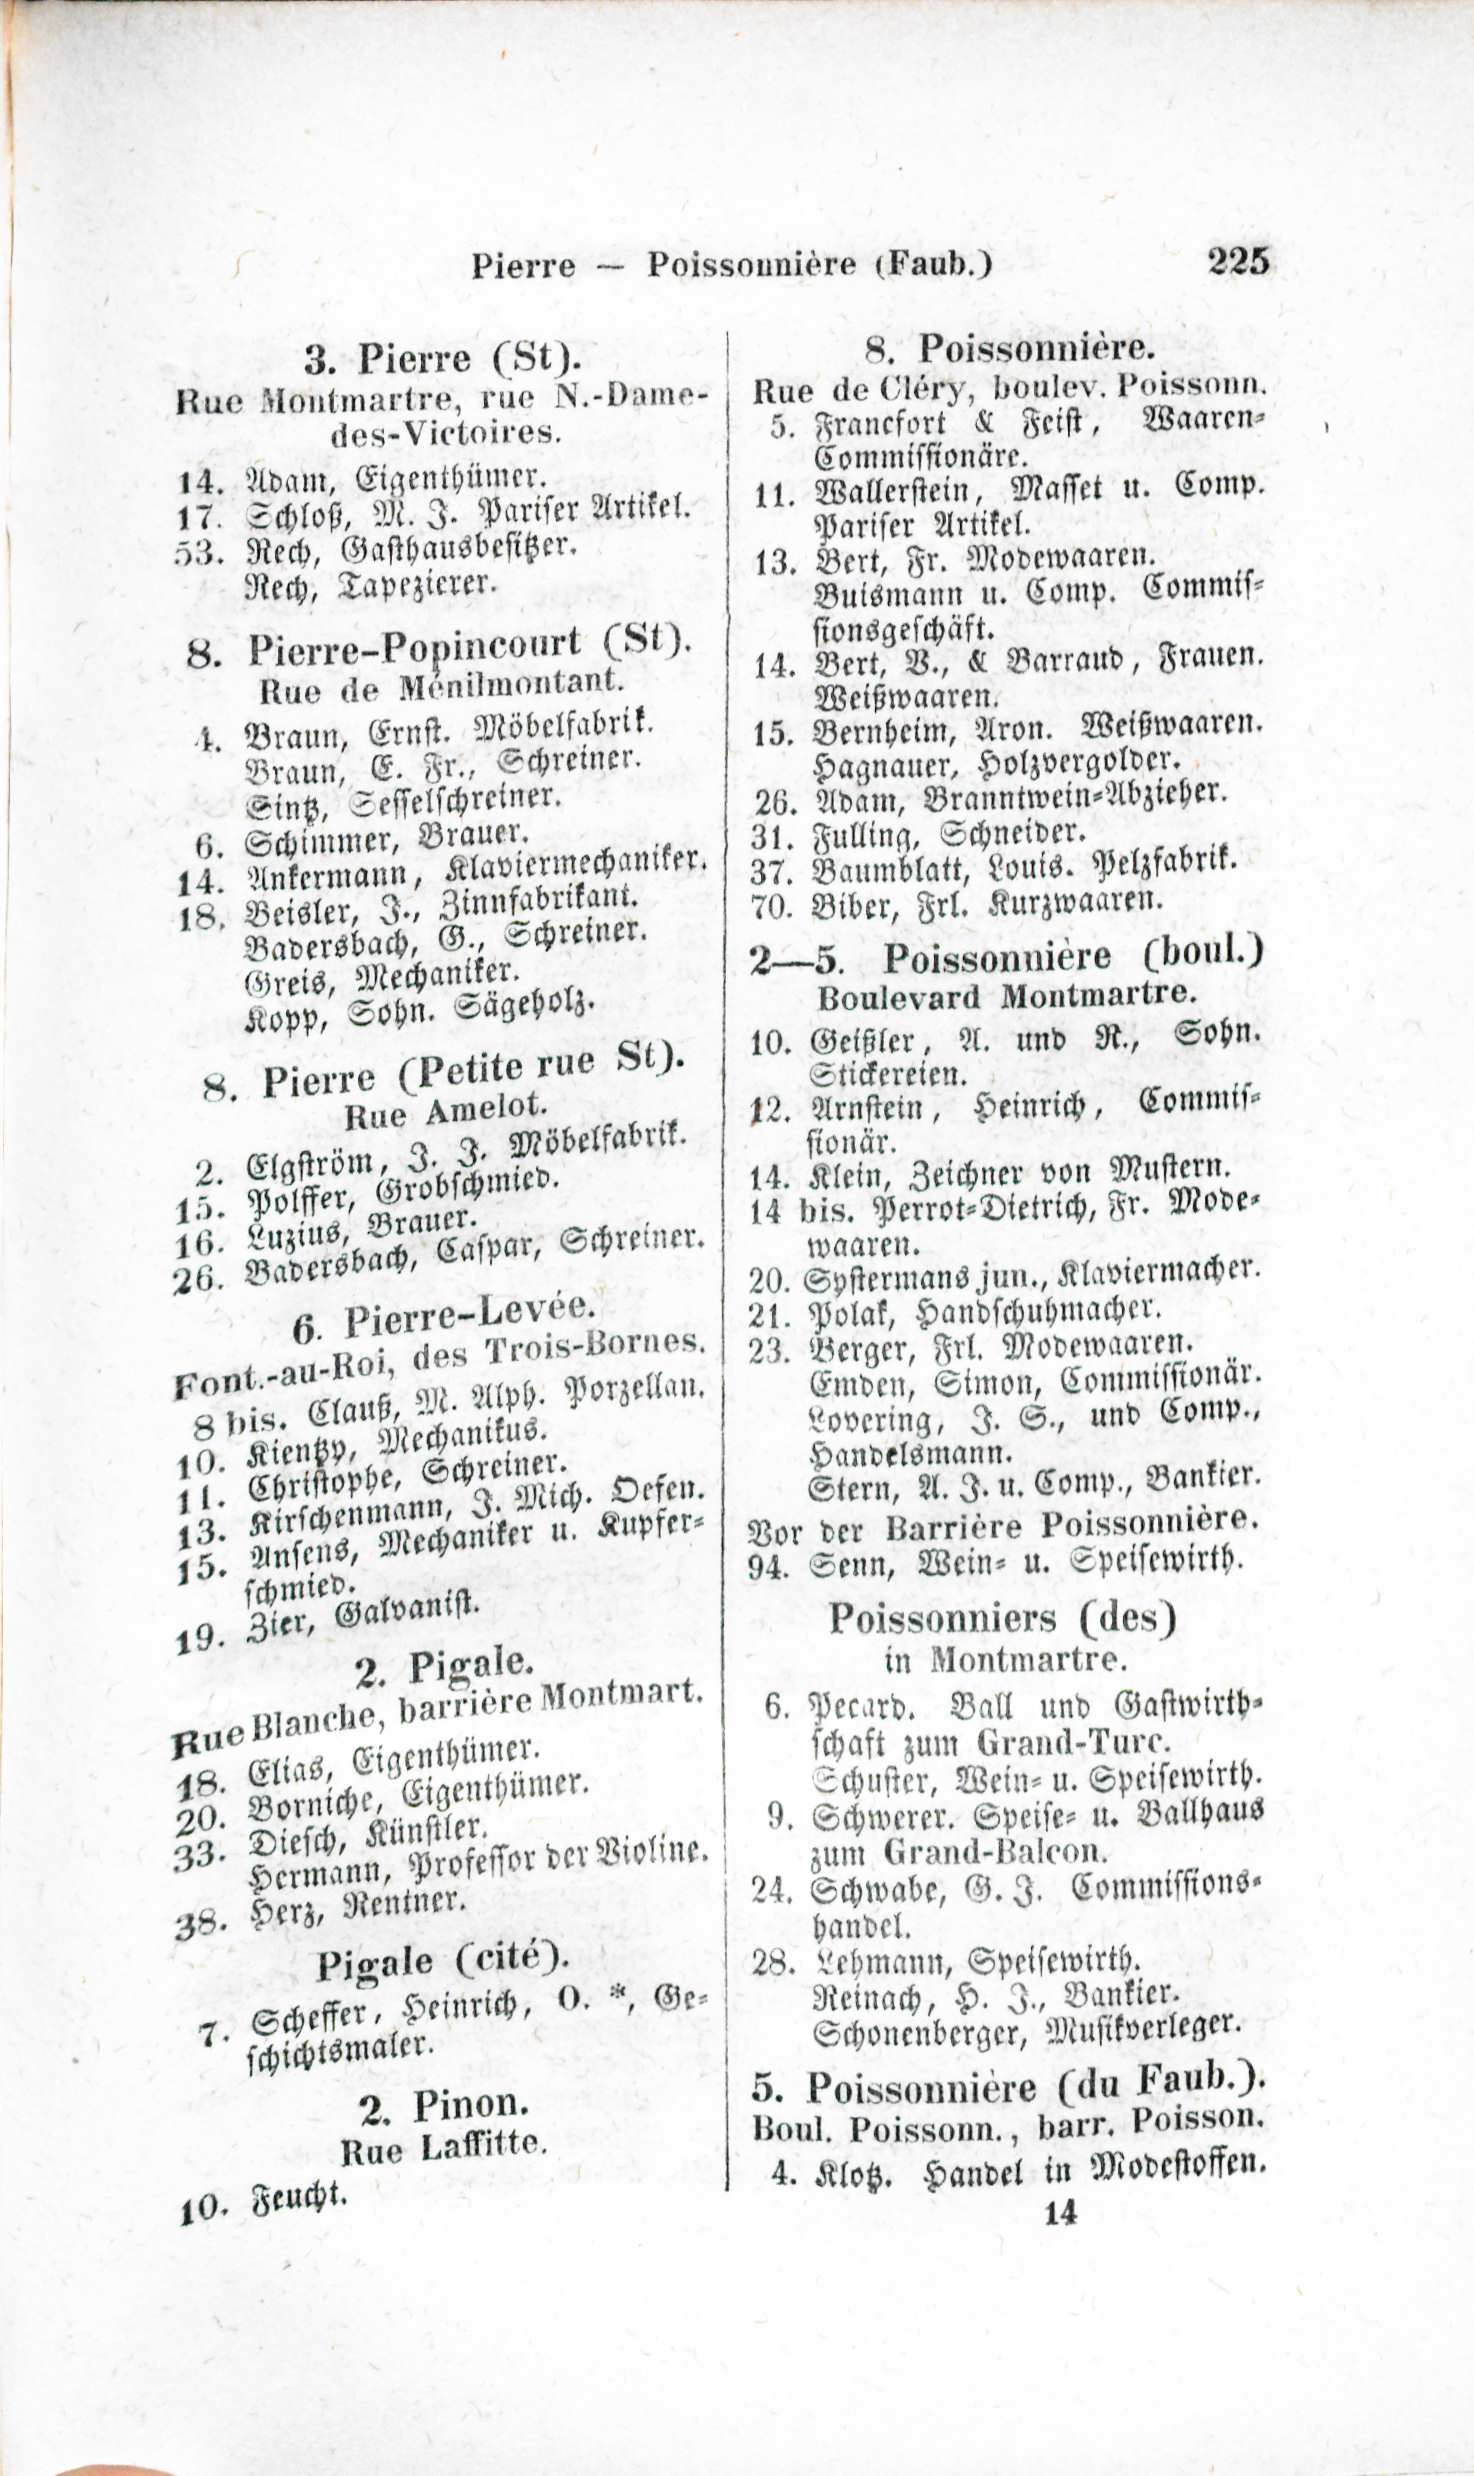 Pierre — Poissonnière (Faub.) 225
3. Pierre (St).
Rue Montmartre, rue N.-Dame-
des-Victoires.
14. Adam, Eigenthümer.
17. Schloß, M. J. Pariser Artikel.
53. Rech, Gasthausbesitzer.
Rech, Tapezierer.
8. Pierre-Popincourt (St).
Rue de Ménilmontant.
4. Braun, Ernst. Möbelfabrik.
Braun, E. Fr., Schreiner.
Sintz, Sesselschreiner.
6. Schimmer, Brauer.
14. Ankermann, Klaviermechaniker.
18. Beisler, J., Zinnfabrikant.
Badersbach, G., Schreiner.
Greis, Mechaniker.
Kopp, Sohn. Sägeholz.
8. Pierre (Petite rue St).
Rue Amelot.
2. Elgström, J. J. Möbelfabrik.
15. Polffer, Grobschmied.
16. Luzius, Brauer.
26. Badersbach, Caspar, Schreiner.
6. Pierre-Levée.
Font.-au-Roi, des Trois-Bornes.
8 bis. Clauß, M. Alph. Porzellan.
10. Kientzy, Mechanikus.
11. Christophe, Schreiner.
13. Kirschenmann, J. Mich. Oefen.
15. Ansens, Mechaniker u. Kupfer-
schmied.
19. Zier, Galvanist.
2. Pigale.
Rue Blanche, barrière Montmart.
18. Elias, Eigenthümer.
20. Borniche, Eigenthümer.
33. Diesch, Künstler.
Hermann, Professor der Violine.
38. Herz, Rentner.
Pigale (cité).
7. Scheffer, Heinrich, O. *, Ge-
schichtsmaler.
2. Pinon.
Rue Laffitte.
10. Feucht.
8. Poissonnière.
Rue de Cléry, boulev. Poissonn.
5. Francfort & Feist, Waaren-
Commissionäre.
11. Wallerstein, Masset u. Comp.
Pariser Artikel.
13. Bert, Fr. Modewaaren.
Buismann u. Comp. Commis-
sionsgeschäft.
14. Bert, V., & Barraud, Frauen.
Weißwaaren.
15. Bernheim, Aron. Weißwaaren.
Hagnauer, Holzvergolder.
26. Adam, Branntwein-Abzieher.
31. Fulling, Schneider.
37. Baumblatt, Louis. Pelzfabrik.
70. Biber, Frl. Kurzwaaren.
2—5. Poissonnière (boul.)
Boulevard Montmartre.
10. Geißler, A. und R., Sohn.
Stickereien.
12. Arnstein, Heinrich, Commis-
sionär.
14. Klein, Zeichner von Mustern.
14 bis. Perrot-Dietrich, Fr. Mode-
waaren.
20. Systermans jun., Klaviermacher.
21. Polak, Handschuhmacher.
23. Berger, Frl. Modewaaren.
Emden, Simon, Commissionär.
Lovering, J. S., und Comp.,
Handelsmann.
Stern, A. J. u. Comp., Bankier.
Vor der Barrière Poissonnière.
94. Senn, Wein- u. Speisewirth.
Poissonniers (des)
in Montmartre.
6. Pecard. Ball und Gastwirth-
schaft zum Grand-Turc.
Schuster, Wein- u. Speisewirth.
9. Schwerer. Speise- u. Ballhaus
zum Grand-Balcon.
24. Schwabe, G. J. Commissions-
handel.
28. Lehmann, Speisewirth.
Reinach, H. J., Bankier.
Schonenberger, Musikverleger.
5. Poissonnière (du Faub.).
Boul. Poissonn., barr. Poisson.
4. Klotz. Handel in Modestoffen.
14